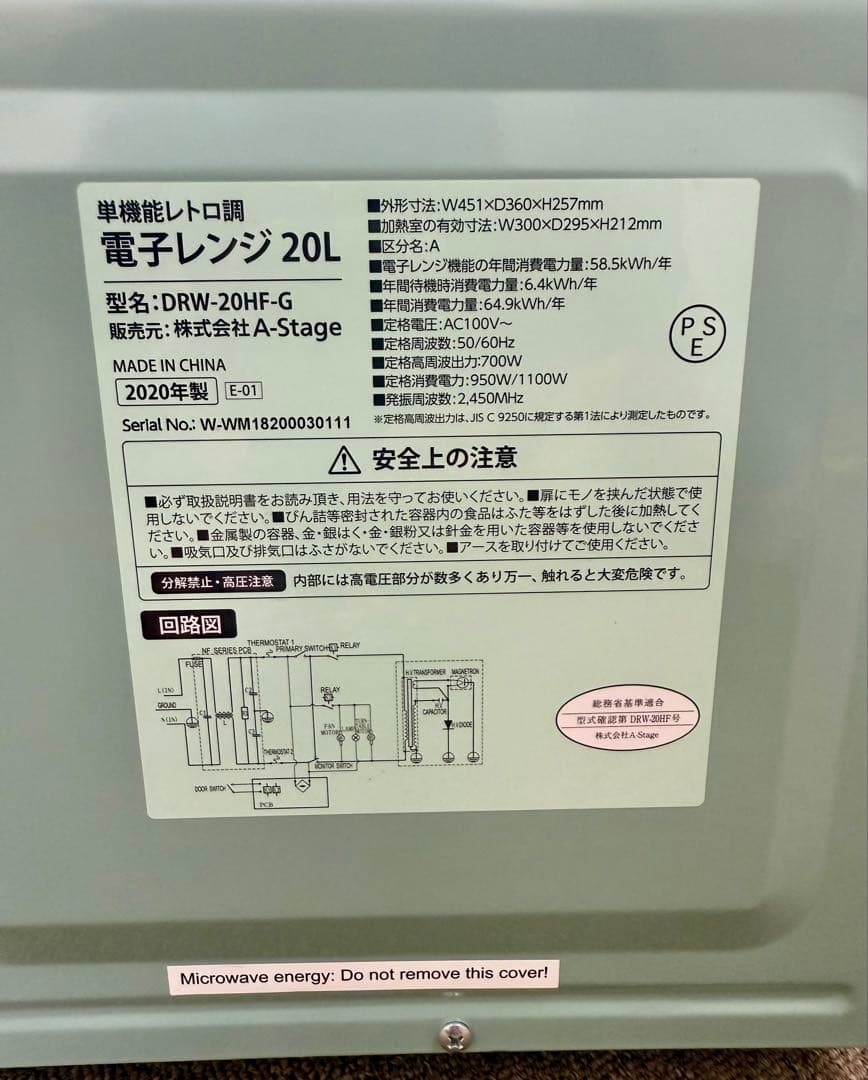 単機能レトロ調
電子レンジ 20L
型名:DRW-20HF-G
販売元:株式会社A-Stage
MADE IN CHINA
2020年製 E-01
Serial No.: W-WM18200030111
■外形寸法:W451×D360×H257mm
■加熱室の有効寸法:W300×D295×H212mm
■区分名:A
■電子レンジ機能の年間消費電力量:58.5kWh/年
■年間待機時消費電力量:6.4kWh/年
■年間消費電力量:64.9kWh/年
■定格電圧:AC100V～
■定格周波数:50/60Hz
■定格高周波出力:700W
■定格消費電力:950W/1100W
■発振周波数:2,450MHz
※定格高周波出力は、JIS C 9250に規定する第1法により測定したものです。
P S
E
安全上の注意
■必ず取扱説明書をお読み頂き、用法を守ってお使いください。■扉にモノを挟んだ状態で使
用しないでください。■びん詰等密封された容器内の食品はふた等をはずした後に加熱してく
ださい。■金属製の容器、金・銀はく・金・銀粉又は針金を用いた容器等を使用しないでくださ
い。■吸気口及び排気口はふさがないでください。■アースを取り付けてご使用ください。
分解禁止・高圧注意 内部には高電圧部分が数多くあり万一、触れると大変危険です。
回路図
THERMOSTAT 1
NF SERIES PCB
PRIMARY SWITCH
RELAY
FUSE
L(IN)
GROUND
N(IN)
C1
L
RELAY
FAN
MOTOR
LAMP
H.V.TRANSFORMER
MAGNETRON
H.V.
CAPACITOR
H.V.DIODE
THERMOSTAT 2
MONITOR SWITCH
DOOR SWITCH
PCB
総務省基準適合
型式確認第 DRW-20HF 号
株式会社A-Stage
Microwave energy: Do not remove this cover!